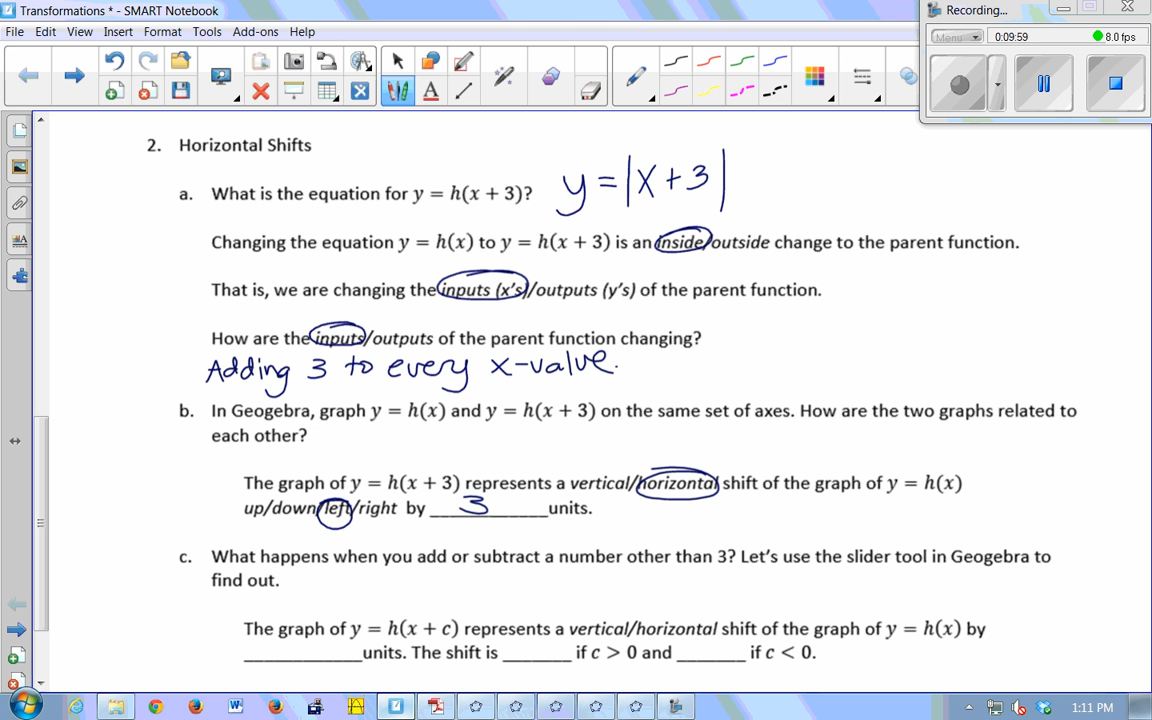 Transformations * - SMART Notebook
Recording...
File Edit View Insert Format Tools Add-ons Help
Menu 0:09:59 8.0 fps
2. Horizontal Shifts
a. What is the equation for y = h(x + 3)? y = |x+3|
Changing the equation y = h(x) to y = h(x + 3) is an inside/outside change to the parent function.
That is, we are changing the inputs (x's)/outputs (y's) of the parent function.
How are the inputs/outputs of the parent function changing?
Adding 3 to every x-value.
b. In Geogebra, graph y = h(x) and y = h(x + 3) on the same set of axes. How are the two graphs related to
each other?
The graph of y = h(x + 3) represents a vertical/horizontal shift of the graph of y = h(x)
up/down/left/right by ____3____units.
c. What happens when you add or subtract a number other than 3? Let's use the slider tool in Geogebra to
find out.
The graph of y = h(x + c) represents a vertical/horizontal shift of the graph of y = h(x) by
____________units. The shift is _______ if c > 0 and _______ if c < 0.
1:11 PM